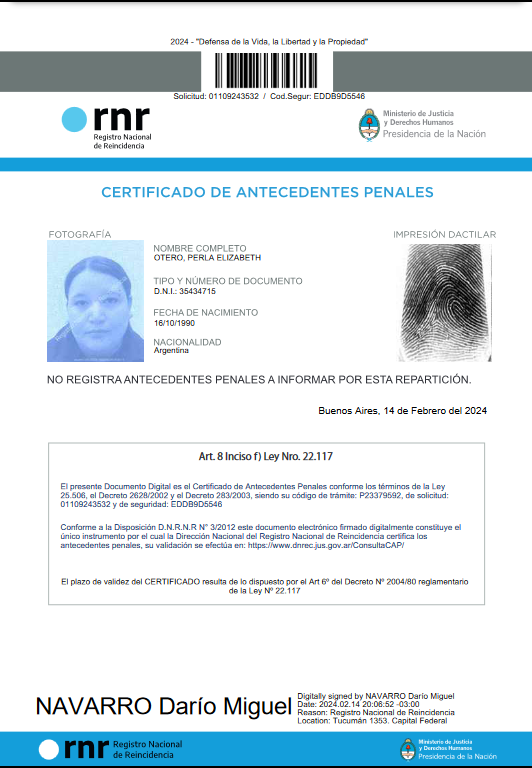 2024 - "Defensa de la Vida, la Libertad y la Propiedad"
Solicitud: 01109243532 / Cod.Segur: EDDB9D5546
rnr
Registro Nacional
de Reincidencia
Ministerio de Justicia
y Derechos Humanos
Presidencia de la Nación
CERTIFICADO DE ANTECEDENTES PENALES
FOTOGRAFÍA
NOMBRE COMPLETO
OTERO, PERLA ELIZABETH
TIPO Y NÚMERO DE DOCUMENTO
D.N.I.: 35434715
FECHA DE NACIMIENTO
16/10/1990
NACIONALIDAD
Argentina
IMPRESIÓN DACTILAR
NO REGISTRA ANTECEDENTES PENALES A INFORMAR POR ESTA REPARTICIÓN.
Buenos Aires, 14 de Febrero del 2024
Art. 8 Inciso f) Ley Nro. 22.117
El presente Documento Digital es el Certificado de Antecedentes Penales conforme los términos de la Ley
25.506, el Decreto 2628/2002 y el Decreto 283/2003, siendo su código de trámite: P23379592, de solicitud:
01109243532 y de seguridad: EDDB9D5546
Conforme a la Disposición D.N.R.N.R N° 3/2012 este documento electrónico firmado digitalmente constituye el
único instrumento por el cual la Dirección Nacional del Registro Nacional de Reincidencia certifica los
antecedentes penales, su validación se efectúa en: https://www.dnrec.jus.gov.ar/ConsultaCAP/
El plazo de validez del CERTIFICADO resulta de lo dispuesto por el Art 6º del Decreto Nº 2004/80 reglamentario
de la Ley Nº 22.117
NAVARRO Darío Miguel
Digitally signed by NAVARRO Darío Miguel
Date: 2024.02.14 20:06:52 -03:00
Reason: Registro Nacional de Reincidencia
Location: Tucumán 1353. Capital Federal
rnr
Registro Nacional
de Reincidencia
Ministerio de Justicia
y Derechos Humanos
Presidencia de la Nación